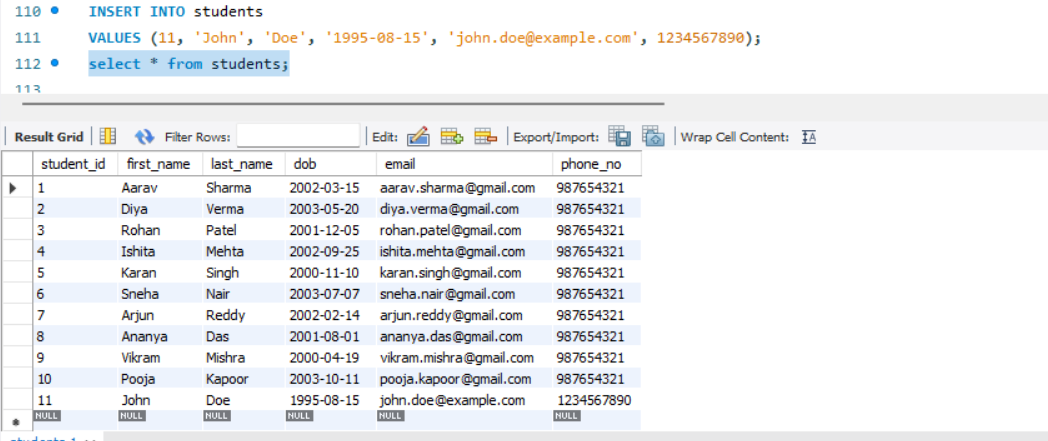 110 INSERT INTO students
111 VALUES (11, 'John', 'Doe', '1995-08-15', 'john.doe@example.com', 1234567890);
112 select * from students;
113
Result Grid Filter Rows: Edit: Export/Import: Wrap Cell Content: IA
student_id first_name last_name dob email phone_no
1 Aarav Sharma 2002-03-15 aarav.sharma@gmail.com 987654321
2 Diya Verma 2003-05-20 diya.verma@gmail.com 987654321
3 Rohan Patel 2001-12-05 rohan.patel@gmail.com 987654321
4 Ishita Mehta 2002-09-25 ishita.mehta@gmail.com 987654321
5 Karan Singh 2000-11-10 karan.singh@gmail.com 987654321
6 Sneha Nair 2003-07-07 sneha.nair@gmail.com 987654321
7 Arjun Reddy 2002-02-14 arjun.reddy@gmail.com 987654321
8 Ananya Das 2001-08-01 ananya.das@gmail.com 987654321
9 Vikram Mishra 2000-04-19 vikram.mishra@gmail.com 987654321
10 Pooja Kapoor 2003-10-11 pooja.kapoor@gmail.com 987654321
11 John Doe 1995-08-15 john.doe@example.com 1234567890
NULL NULL NULL NULL NULL NULL
students 1